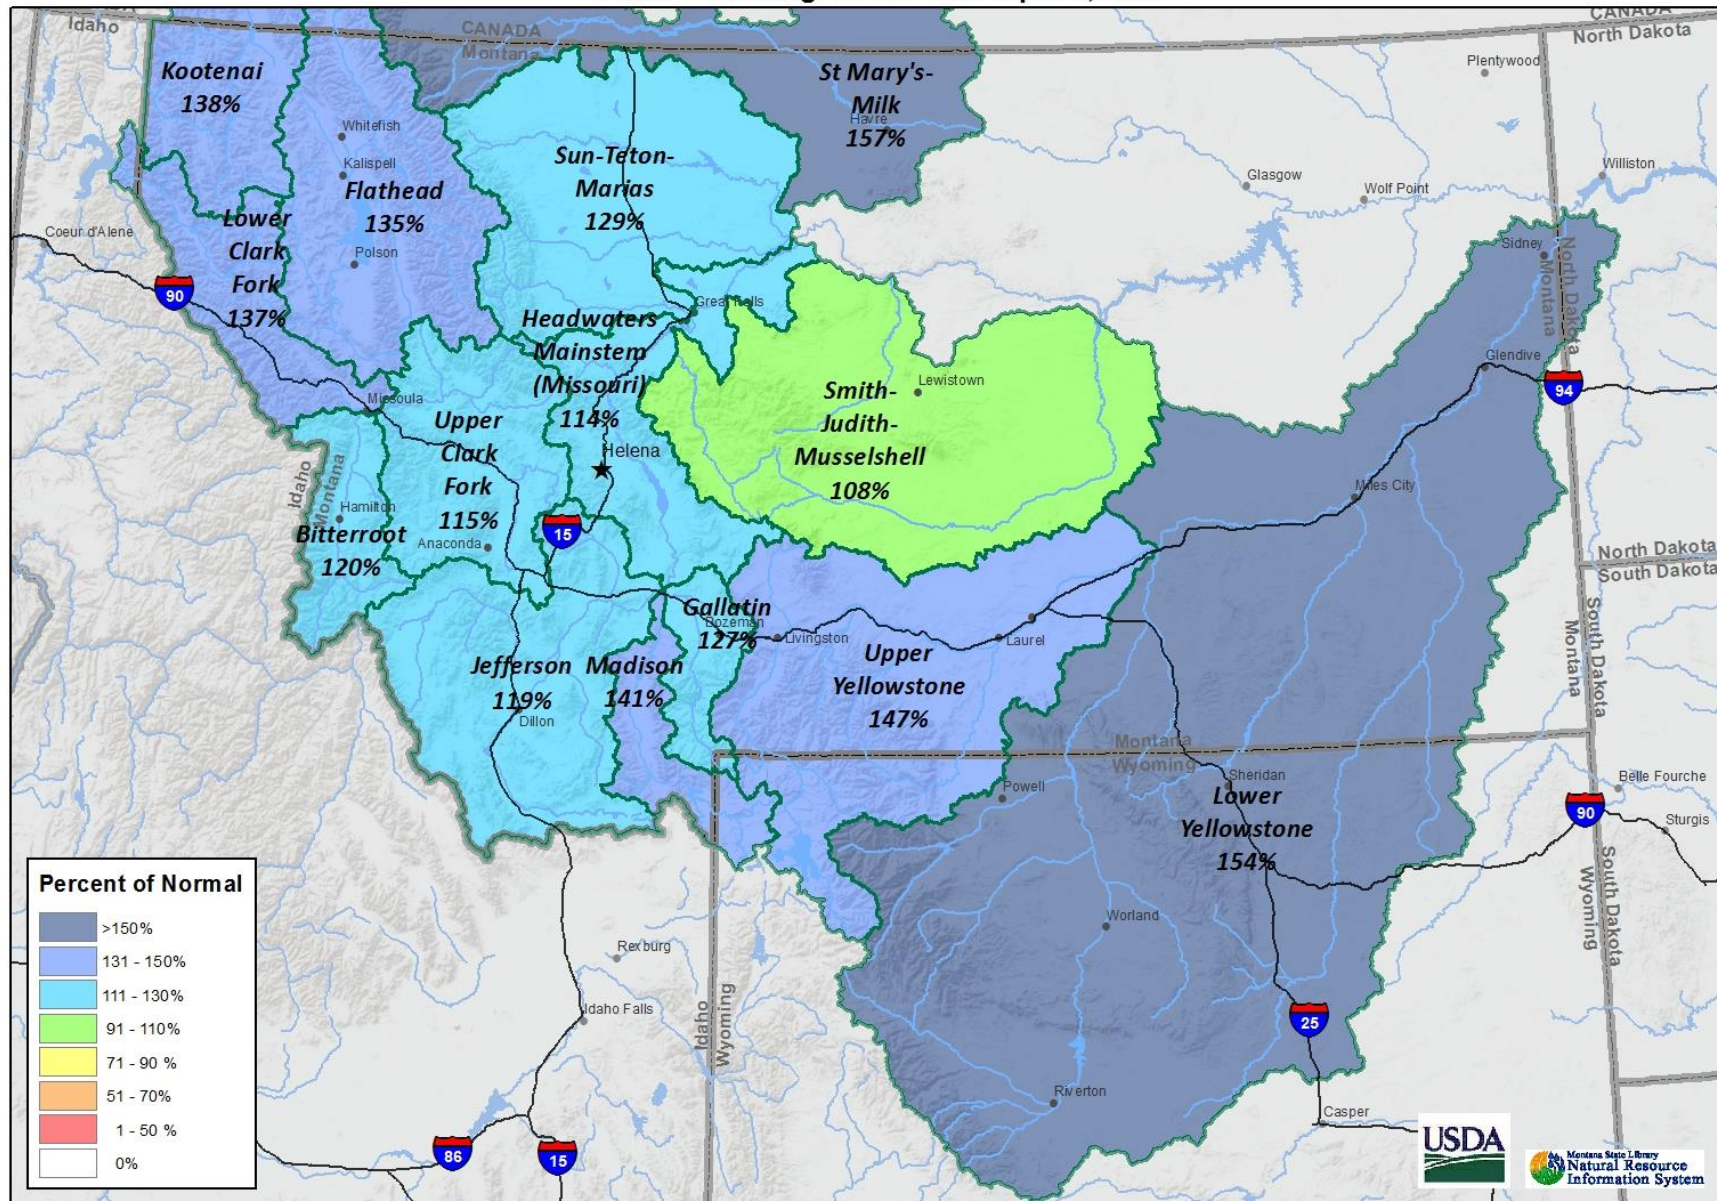 CANADA
Montana
Idaho
CANADA
North Dakota
Kootenai
138%
St Mary's-
Milk
Havre
157%
Plentywood
Whitefish
Kalispell
Flathead
135%
Polson
Sun-Teton-
Marias
129%
Glasgow
Wolf Point
Williston
Coeur d'Alene
Lower
Clark
Fork
137%
90
Sidney
North Dakota
Montana
Great Falls
Headwaters
Mainstem
(Missouri)
114%
Helena
Smith-
Judith-
Musselshell
108%
Lewistown
Glendive
94
Missoula
Upper
Clark
Fork
115%
Anaconda
Idaho
Montana
Hamilton
Bitterroot
120%
15
Miles City
North Dakota
South Dakota
Gallatin
Bozeman
127%
Livingston
Laurel
Jefferson
119%
Dillon
Madison
141%
Upper
Yellowstone
147%
South Dakota
Montana
Montana
Wyoming
Powell
Sheridan
Lower
Yellowstone
154%
Belle Fourche
90
Sturgis
South Dakota
Wyoming
Percent of Normal
>150%
131 - 150%
111 - 130%
91 - 110%
71 - 90 %
51 - 70%
1 - 50 %
0%
Worland
Rexburg
Idaho Falls
Idaho
Wyoming
25
Riverton
Casper
86
15
USDA
Montana State Library
Natural Resource
Information System